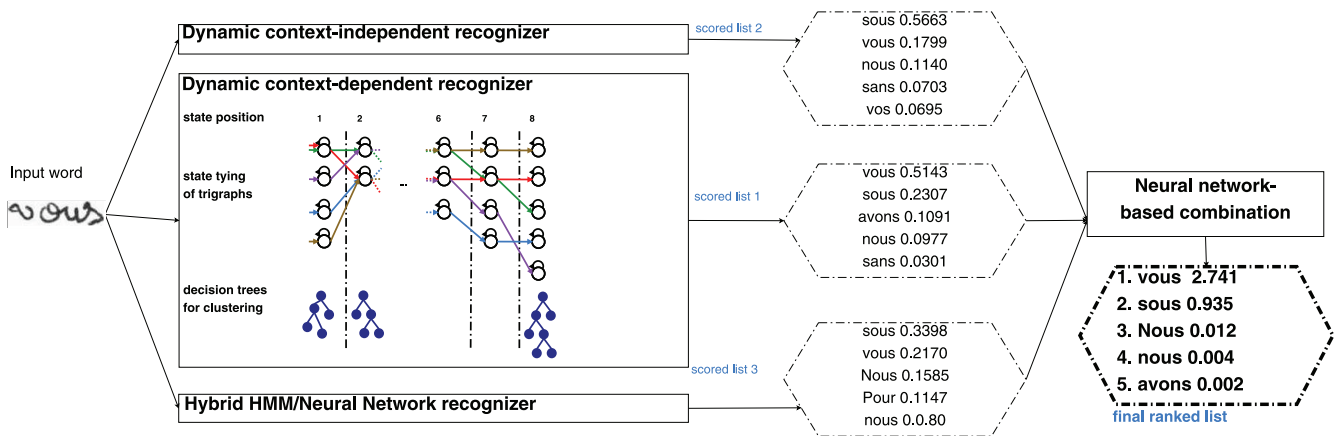 Input word
vous
Dynamic context-independent recognizer
Dynamic context-dependent recognizer
state position 1 2 6 7 8
state tying
of trigraphs
...
decision trees
for clustering
Hybrid HMM/Neural Network recognizer
scored list 2
sous 0.5663
vous 0.1799
nous 0.1140
sans 0.0703
vos 0.0695
scored list 1
vous 0.5143
sous 0.2307
avons 0.1091
nous 0.0977
sans 0.0301
scored list 3
sous 0.3398
vous 0.2170
Nous 0.1585
Pour 0.1147
nous 0.0.80
Neural network-
based combination
1. vous 2.741
2. sous 0.935
3. Nous 0.012
4. nous 0.004
5. avons 0.002
final ranked list